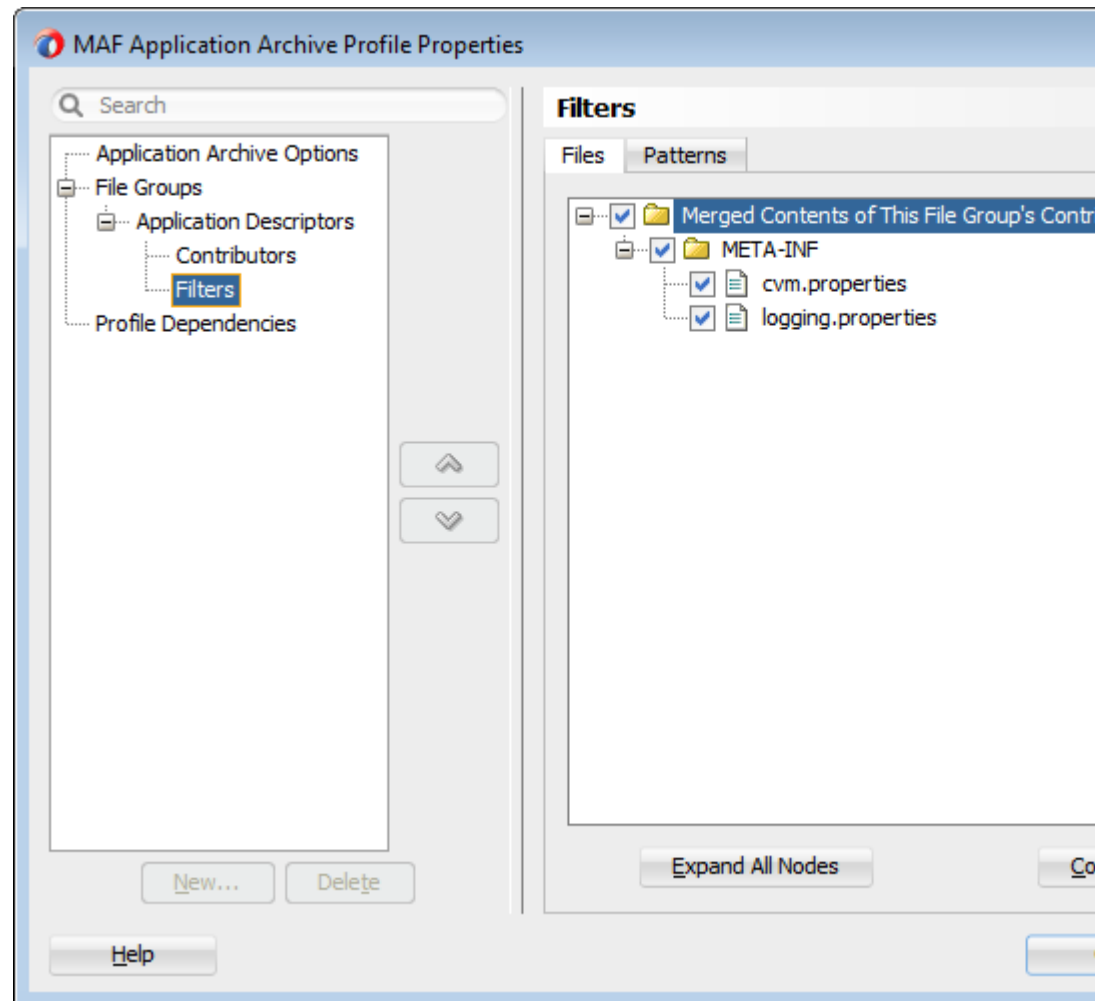 MAF Application Archive Profile Properties
Search
Application Archive Options
File Groups
Application Descriptors
Contributors
Filters
Profile Dependencies
New...
Delete
Help
Filters
Files
Patterns
Merged Contents of This File Group's Contr
META-INF
cvm.properties
logging.properties
Expand All Nodes
Co